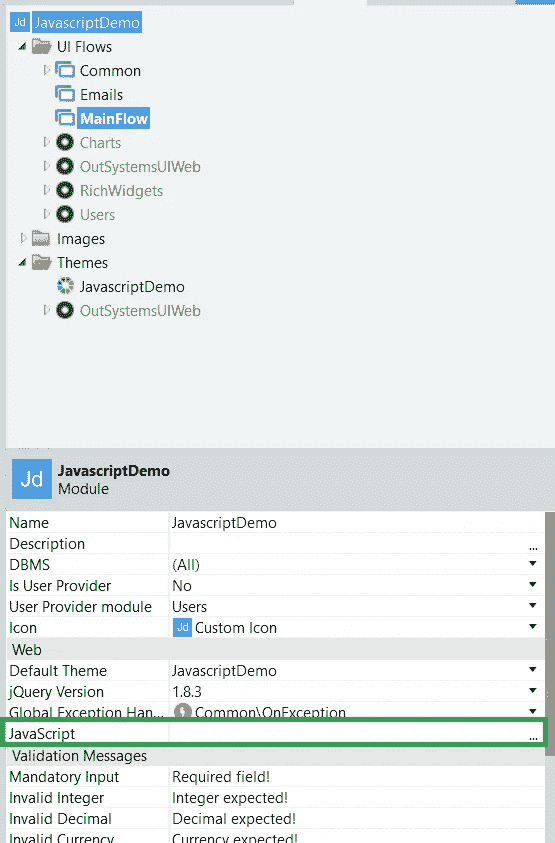 Jd JavascriptDemo
UI Flows
Common
Emails
MainFlow
Charts
OutSystemsUIWeb
RichWidgets
Users
Images
Themes
JavascriptDemo
OutSystemsUIWeb
Jd JavascriptDemo
Module
Name JavascriptDemo
Description ...
DBMS (All)
Is User Provider No
User Provider module Users
Icon Jd Custom Icon
Web
Default Theme JavascriptDemo
jQuery Version 1.8.3
Global Exception Han... Common\OnException
JavaScript ...
Validation Messages
Mandatory Input Required field!
Invalid Integer Integer expected!
Invalid Decimal Decimal expected!
Invalid Currency Currency expected!